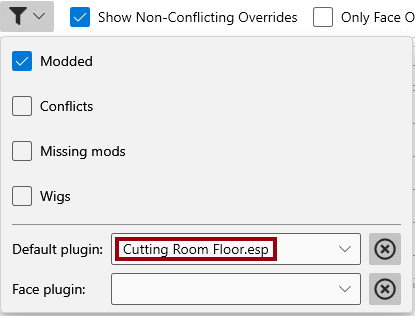 Show Non-Conflicting Overrides Only Face O
Modded
Conflicts
Missing mods
Wigs
Default plugin: Cutting Room Floor.esp
Face plugin: